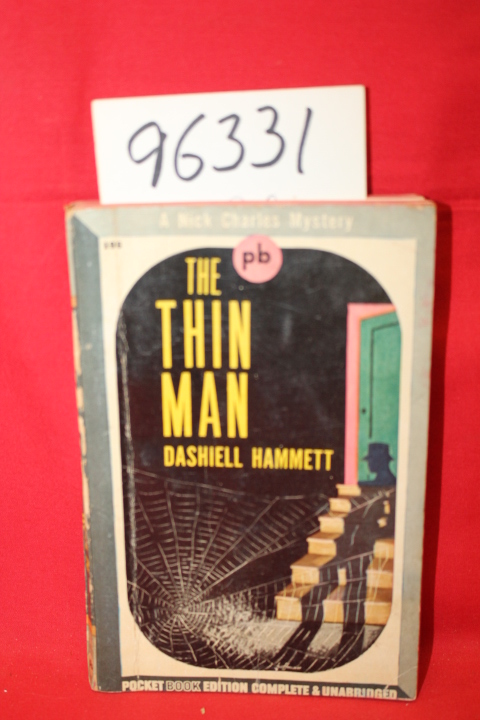 96331
A Nick Charles Mystery
pb
THE
THIN
MAN
DASHIELL HAMMETT
POCKET BOOK EDITION COMPLETE & UNABRIDGED